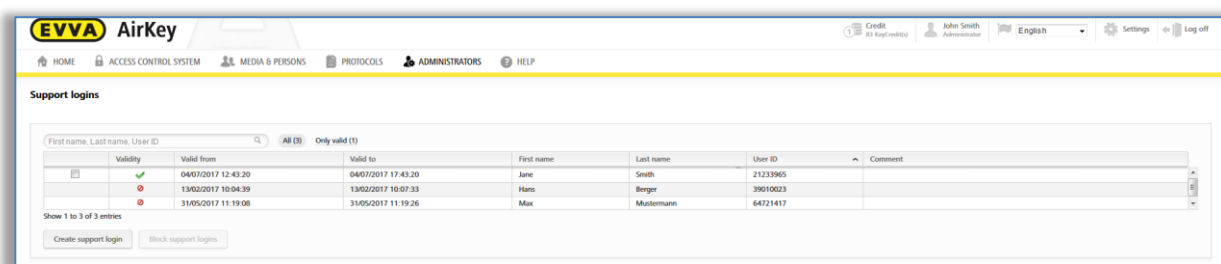 EVVA AirKey
Credit
83 KeyCredit(s)
John Smith
Administrator
English
Settings
Log off
HOME ACCESS CONTROL SYSTEM MEDIA & PERSONS PROTOCOLS ADMINISTRATORS HELP
Support logins
First name, Last name, User ID All (3) Only valid (1)
Validity Valid from Valid to First name Last name User ID Comment
04/07/2017 12:43:20 04/07/2017 17:43:20 Jane Smith 21233965
13/02/2017 10:04:39 13/02/2017 10:07:33 Hans Berger 39010023
31/05/2017 11:19:08 31/05/2017 11:19:26 Max Mustermann 64721417
Show 1 to 3 of 3 entries
Create support login Block support logins